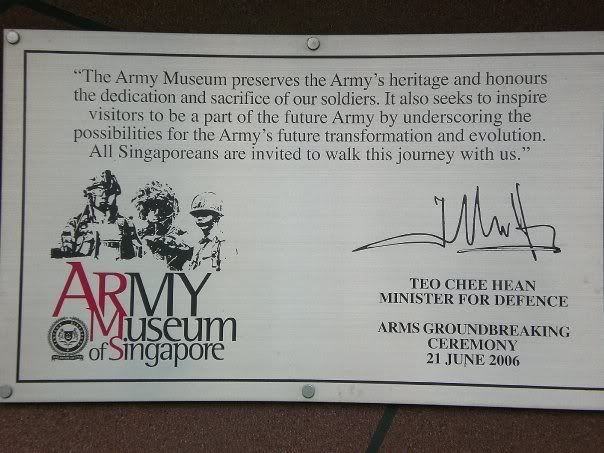 “The Army Museum preserves the Army’s heritage and honours
the dedication and sacrifice of our soldiers. It also seeks to inspire
visitors to be a part of the future Army by underscoring the
possibilities for the Army’s future transformation and evolution.
All Singaporeans are invited to walk this journey with us.”
ARMY
Museum
of Singapore
TEO CHEE HEAN
MINISTER FOR DEFENCE
ARMS GROUNDBREAKING
CEREMONY
21 JUNE 2006